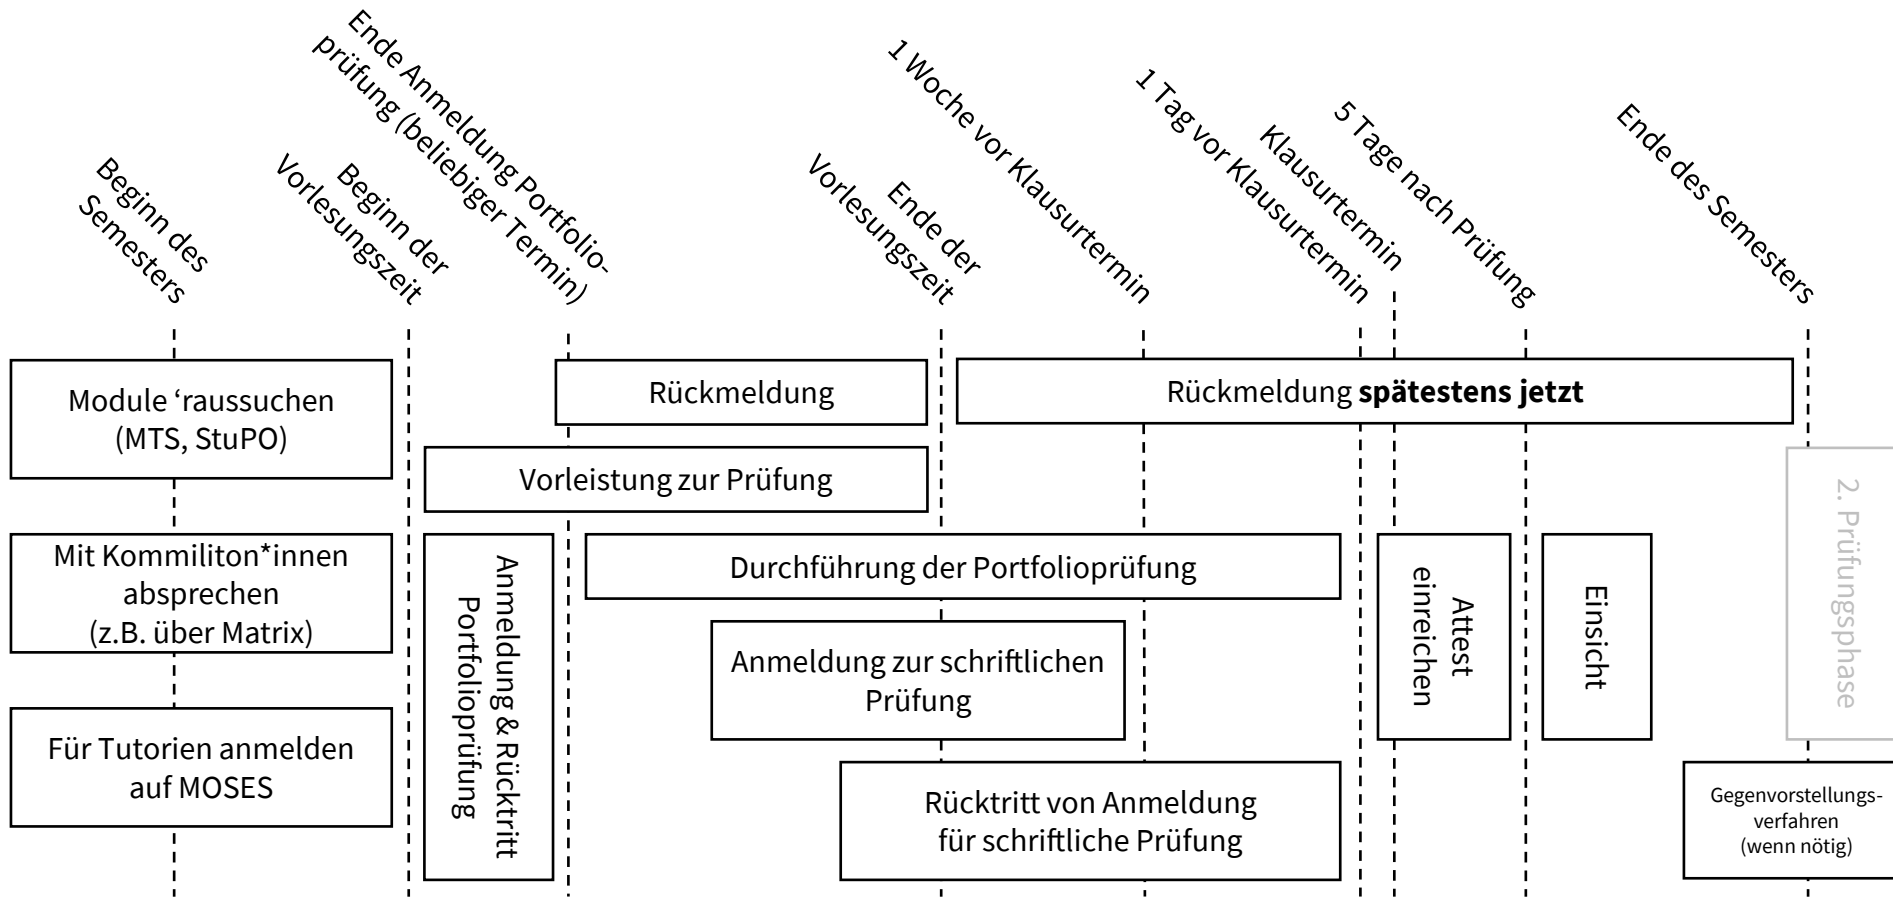 Beginn des
Semesters
Beginn der
Vorlesungszeit
Ende Anmeldung Portfolio-
prüfung (beliebiger Termin)
Ende der
Vorlesungszeit
1 Woche vor Klausurtermin
1 Tag vor Klausurtermin
Klausurtermin
5 Tage nach Prüfung
Ende des Semesters
Module ‘raussuchen
(MTS, StuPO)
Rückmeldung
Rückmeldung spätestens jetzt
Vorleistung zur Prüfung
2. Prüfungsphase
Mit Kommiliton*innen
absprechen
(z.B. über Matrix)
Anmeldung & Rücktritt
Portfolioprüfung
Durchführung der Portfolioprüfung
Attest
einreichen
Einsicht
Anmeldung zur schriftlichen
Prüfung
Für Tutorien anmelden
auf MOSES
Rücktritt von Anmeldung
für schriftliche Prüfung
Gegenvorstellungs-
verfahren
(wenn nötig)